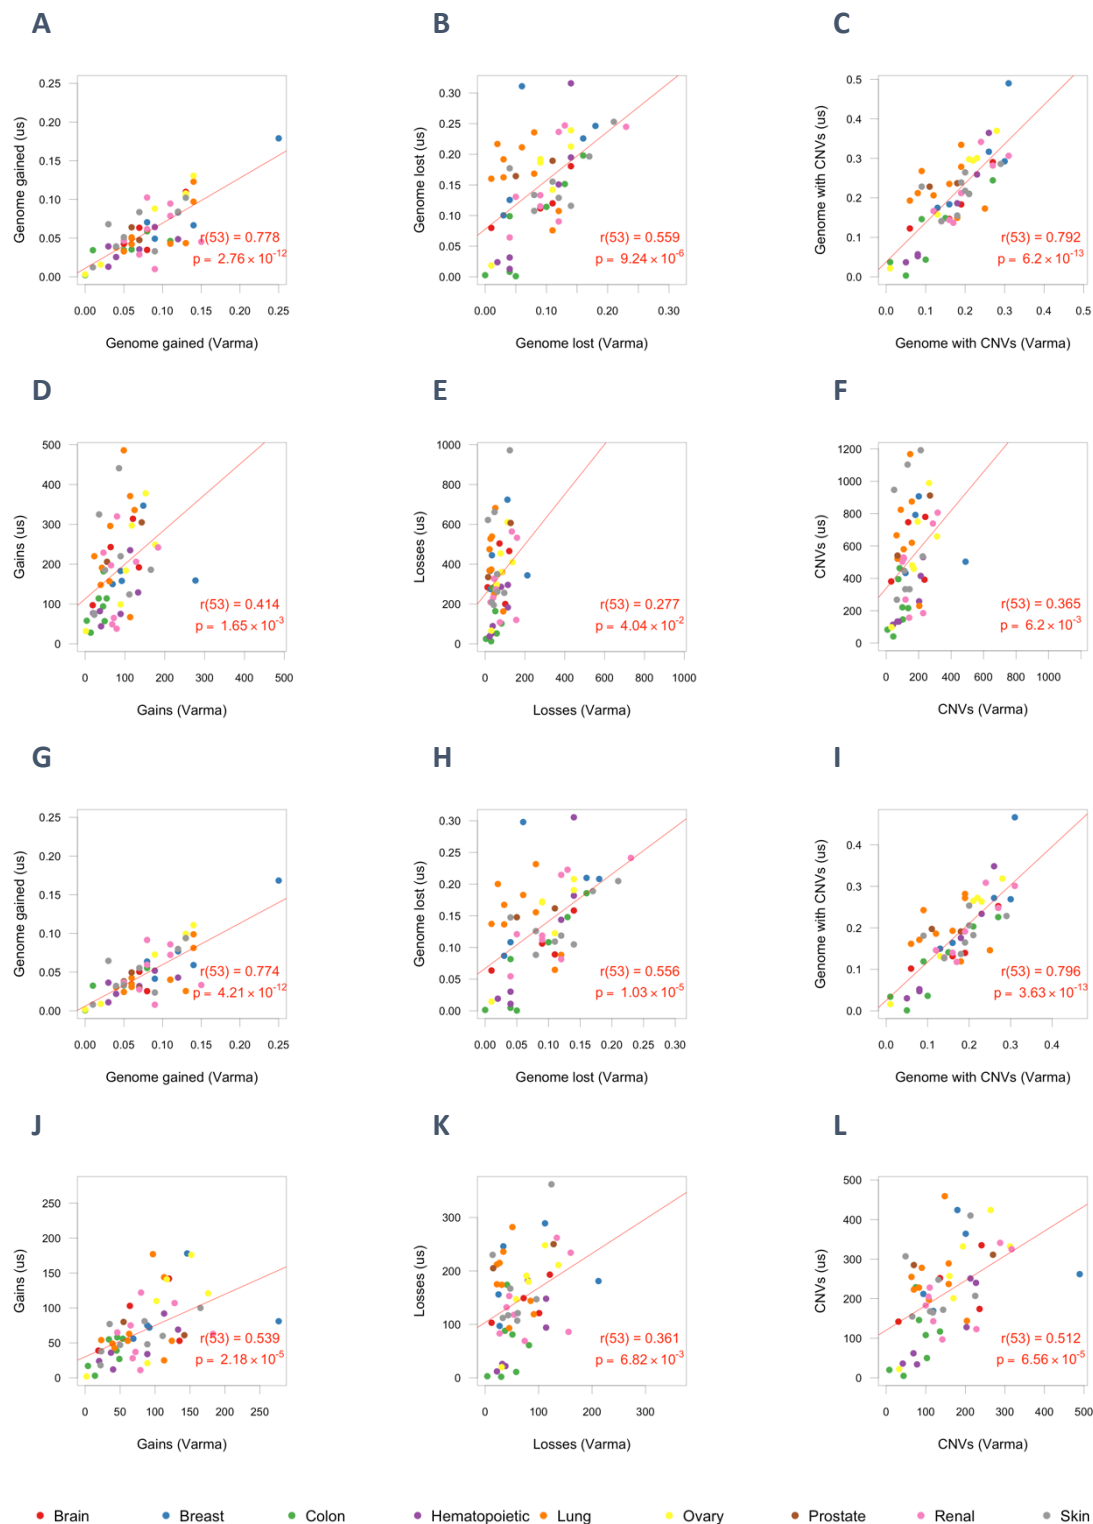 A B C
0.25
0.20
0.15
0.10
0.05
0.00
Genome gained (us)
r(53) = 0.778
p = 2.76 × 10⁻¹²
0.00 0.05 0.10 0.15 0.25
Genome gained (Varma)
0.30
0.25
0.20
0.15
0.10
0.05
0.00
Genome lost (us)
r(53) = 0.559
p = 9.24 × 10⁻⁶
0.00 0.10 0.20 0.30
Genome lost (Varma)
0.5
0.4
0.3
0.2
0.1
0.0
Genome with CNVs (us)
r(53) = 0.792
p = 6.2 × 10⁻¹³
0.0 0.1 0.2 0.3 0.4 0.5
Genome with CNVs (Varma)
D E F
500
400
300
200
100
0
Gains (us)
r(53) = 0.414
p = 1.65 × 10⁻³
0 100 200 300 500
Gains (Varma)
1000
800
600
400
200
0
Losses (us)
r(53) = 0.277
p = 4.04 × 10⁻²
0 200 400 600 800 1000
Losses (Varma)
1200
1000
800
600
400
200
0
CNVs (us)
r(53) = 0.365
p = 6.2 × 10⁻³
0 200 400 600 800 1000
CNVs (Varma)
G H I
0.25
0.20
0.15
0.10
0.05
0.00
Genome gained (us)
r(53) = 0.774
p = 4.21 × 10⁻¹²
0.00 0.05 0.10 0.15 0.25
Genome gained (Varma)
0.30
0.25
0.20
0.15
0.10
0.05
0.00
Genome lost (us)
r(53) = 0.556
p = 1.03 × 10⁻⁵
0.00 0.05 0.10 0.15 0.20 0.25 0.30
Genome lost (Varma)
0.4
0.3
0.2
0.1
0.0
Genome with CNVs (us)
r(53) = 0.796
p = 3.63 × 10⁻¹³
0.0 0.1 0.2 0.3 0.4
Genome with CNVs (Varma)
J K L
250
200
150
100
50
0
Gains (us)
r(53) = 0.539
p = 2.18 × 10⁻⁵
0 50 100 150 200 250
Gains (Varma)
300
200
100
0
Losses (us)
r(53) = 0.361
p = 6.82 × 10⁻³
0 100 200 300
Losses (Varma)
500
400
300
200
100
0
CNVs (us)
r(53) = 0.512
p = 6.56 × 10⁻⁵
0 100 200 300 400 500
CNVs (Varma)
Brain Breast Colon Hematopoietic Lung Ovary Prostate Renal Skin